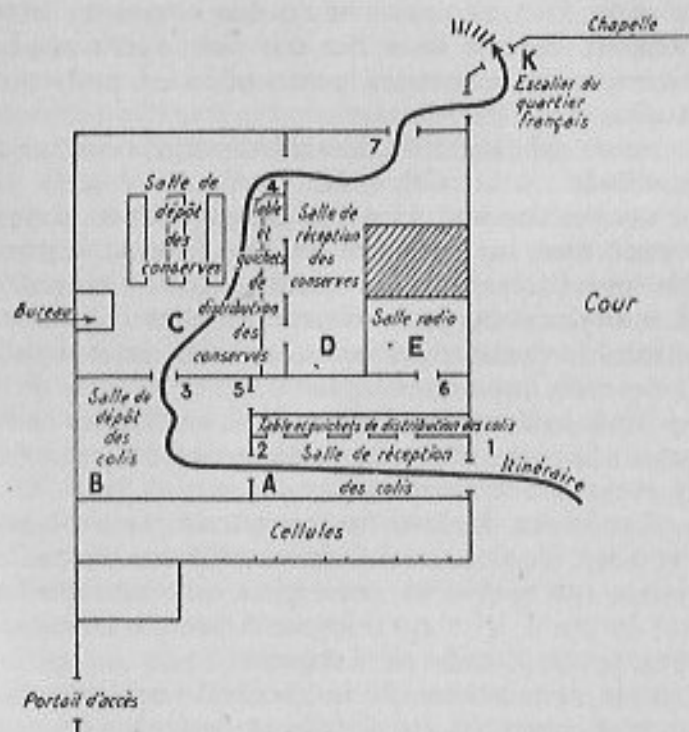 Chapelle
K
Escalier du
quartier
français
7
Salle de
dépôt
des
conserves
4
Table
et
guichets
de
distribution
des
conserves
Salle de
réception
des
conserves
Cour
Bureau
C
D
Salle radio
E
3
5
6
Salle de
dépôt
des
colis
B
Table et guichets de distribution des colis
2
Salle de réception
1
Itinéraire
A
des colis
Cellules
Portail d'accès